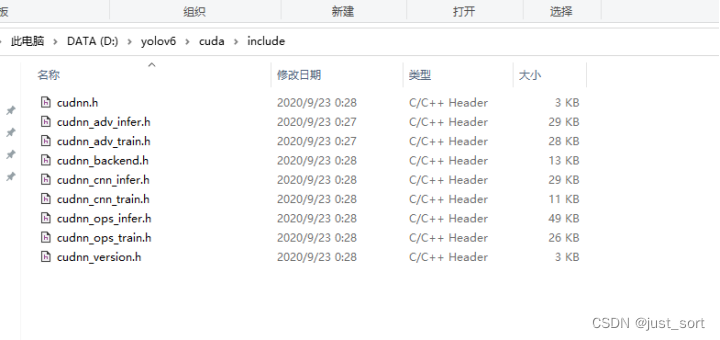 板 组织 新建 打开 选择
› 此电脑 › DATA (D:) › yolov6 › cuda › include
名称 修改日期 类型 大小
cudnn.h 2020/9/23 0:28 C/C++ Header 3 KB
cudnn_adv_infer.h 2020/9/23 0:27 C/C++ Header 29 KB
cudnn_adv_train.h 2020/9/23 0:27 C/C++ Header 28 KB
cudnn_backend.h 2020/9/23 0:28 C/C++ Header 13 KB
cudnn_cnn_infer.h 2020/9/23 0:28 C/C++ Header 29 KB
cudnn_cnn_train.h 2020/9/23 0:28 C/C++ Header 11 KB
cudnn_ops_infer.h 2020/9/23 0:28 C/C++ Header 49 KB
cudnn_ops_train.h 2020/9/23 0:28 C/C++ Header 26 KB
cudnn_version.h 2020/9/23 0:28 C/C++ Header 3 KB
CSDN @just_sort